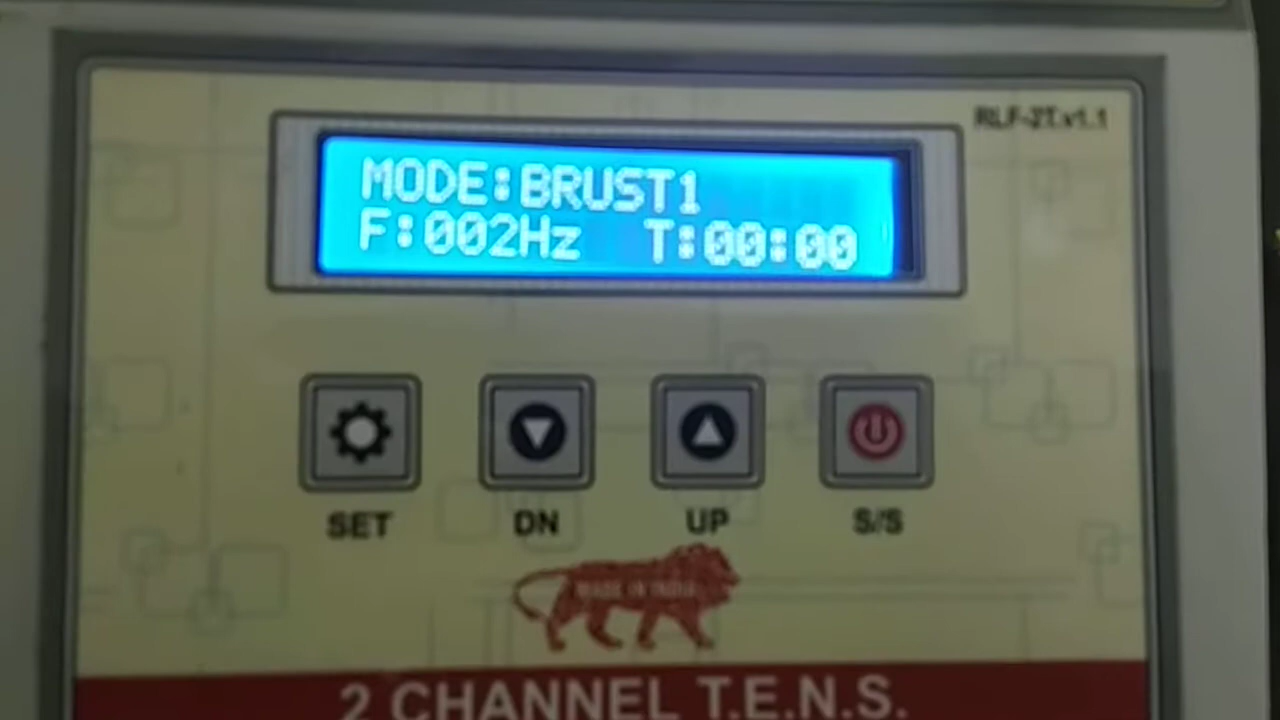 RLF-2T.v1.1
MODE:BRUST1
F:002Hz T:00:00
SET DN UP S/S
MADE IN INDIA
2 CHANNEL T.E.N.S.